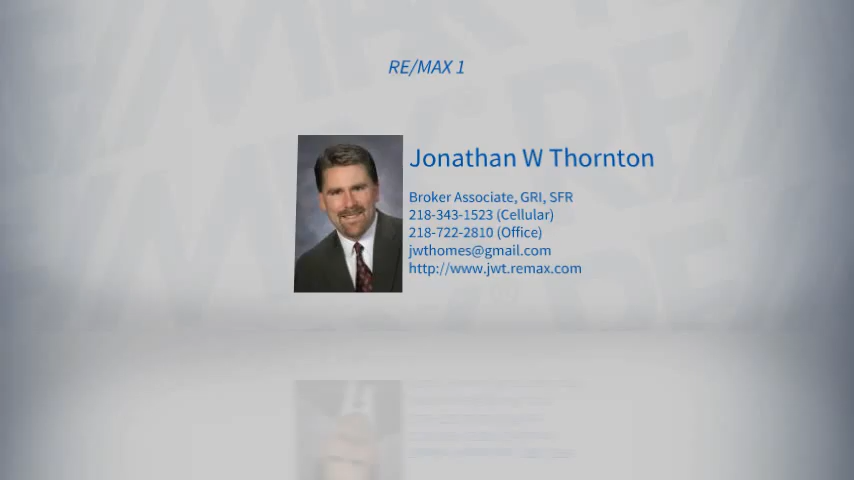 RE/MAX 1
Jonathan W Thornton
Broker Associate, GRI, SFR
218-343-1523 (Cellular)
218-722-2810 (Office)
jwthomes@gmail.com
http://www.jwt.remax.com